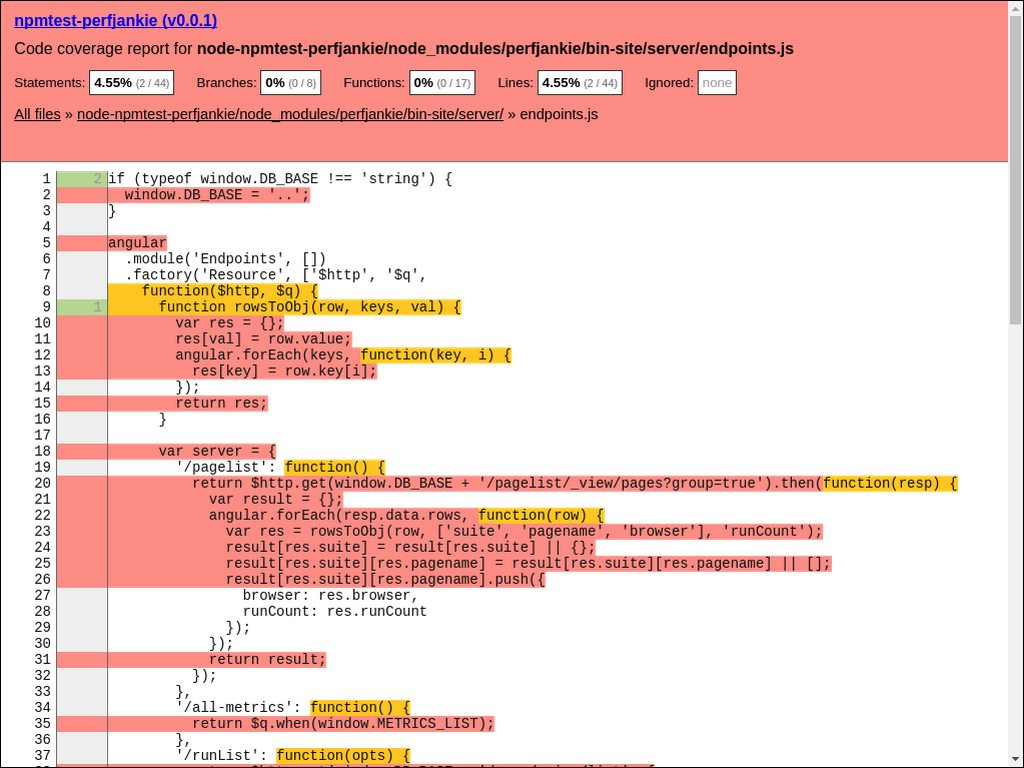 npmtest-perfjankie (v0.0.1)
Code coverage report for node-npmtest-perfjankie/node_modules/perfjankie/bin-site/server/endpoints.js
Statements: 4.55% (2 / 44) Branches: 0% (0 / 8) Functions: 0% (0 / 17) Lines: 4.55% (2 / 44) Ignored: none
All files » node-npmtest-perfjankie/node_modules/perfjankie/bin-site/server/ » endpoints.js
1 2 if (typeof window.DB_BASE !== 'string') {
2   window.DB_BASE = '..';
3 }
4
5 angular
6   .module('Endpoints', [])
7   .factory('Resource', ['$http', '$q',
8     function($http, $q) {
9 1       function rowsToObj(row, keys, val) {
10         var res = {};
11         res[val] = row.value;
12         angular.forEach(keys, function(key, i) {
13           res[key] = row.key[i];
14         });
15         return res;
16       }
17
18       var server = {
19         '/pagelist': function() {
20           return $http.get(window.DB_BASE + '/pagelist/_view/pages?group=true').then(function(resp) {
21             var result = {};
22             angular.forEach(resp.data.rows, function(row) {
23               var res = rowsToObj(row, ['suite', 'pagename', 'browser'], 'runCount');
24               result[res.suite] = result[res.suite] || {};
25               result[res.suite][res.pagename] = result[res.suite][res.pagename] || [];
26               result[res.suite][res.pagename].push({
27                 browser: res.browser,
28                 runCount: res.runCount
29               });
30             });
31             return result;
32           });
33         },
34         '/all-metrics': function() {
35           return $q.when(window.METRICS_LIST);
36         },
37         '/runList': function(opts) {